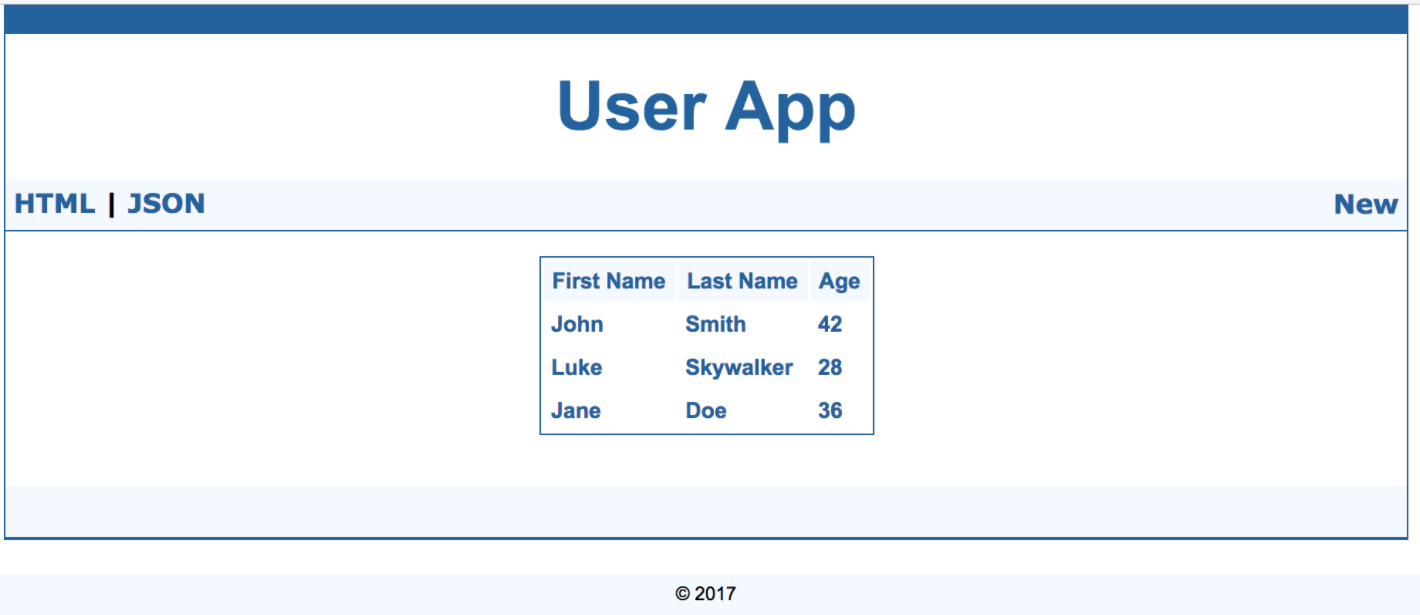 User App
HTML | JSON New
First Name Last Name Age
John Smith 42
Luke Skywalker 28
Jane Doe 36
© 2017